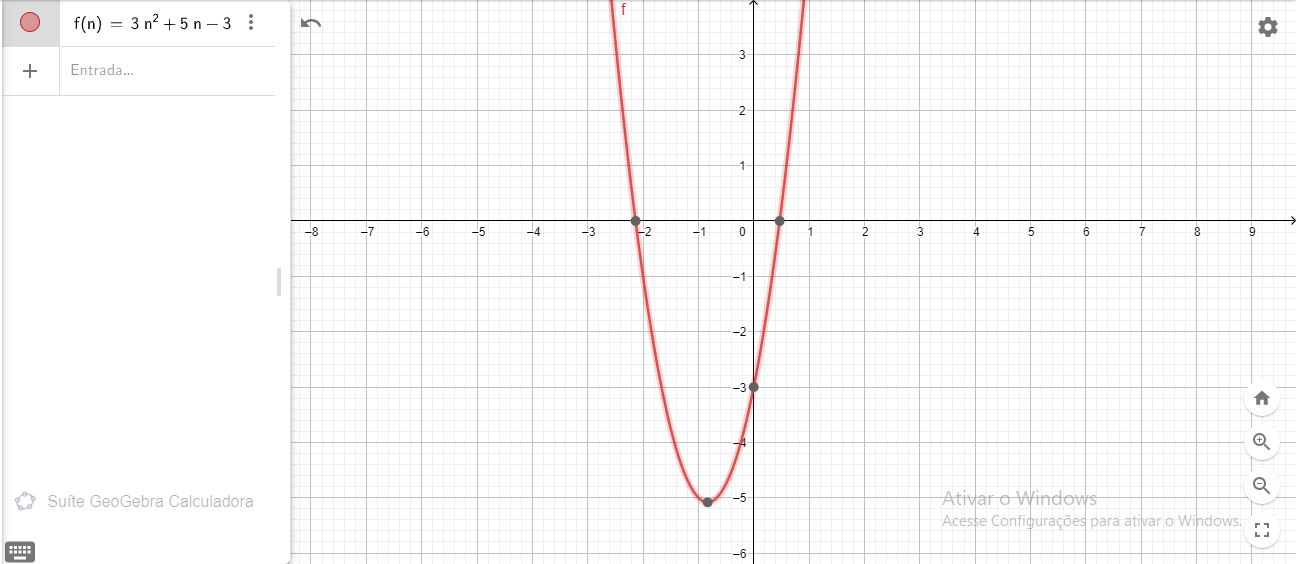 f(n) = 3 n² + 5 n − 3
Entrada...
f
3
2
1
−8 −7 −6 −5 −4 −3 −2 −1 0 1 2 3 4 5 6 7 8 9
−1
−2
−3
−4
−5
−6
Suíte GeoGebra Calculadora
Ativar o Windows
Acesse Configurações para ativar o Windows.